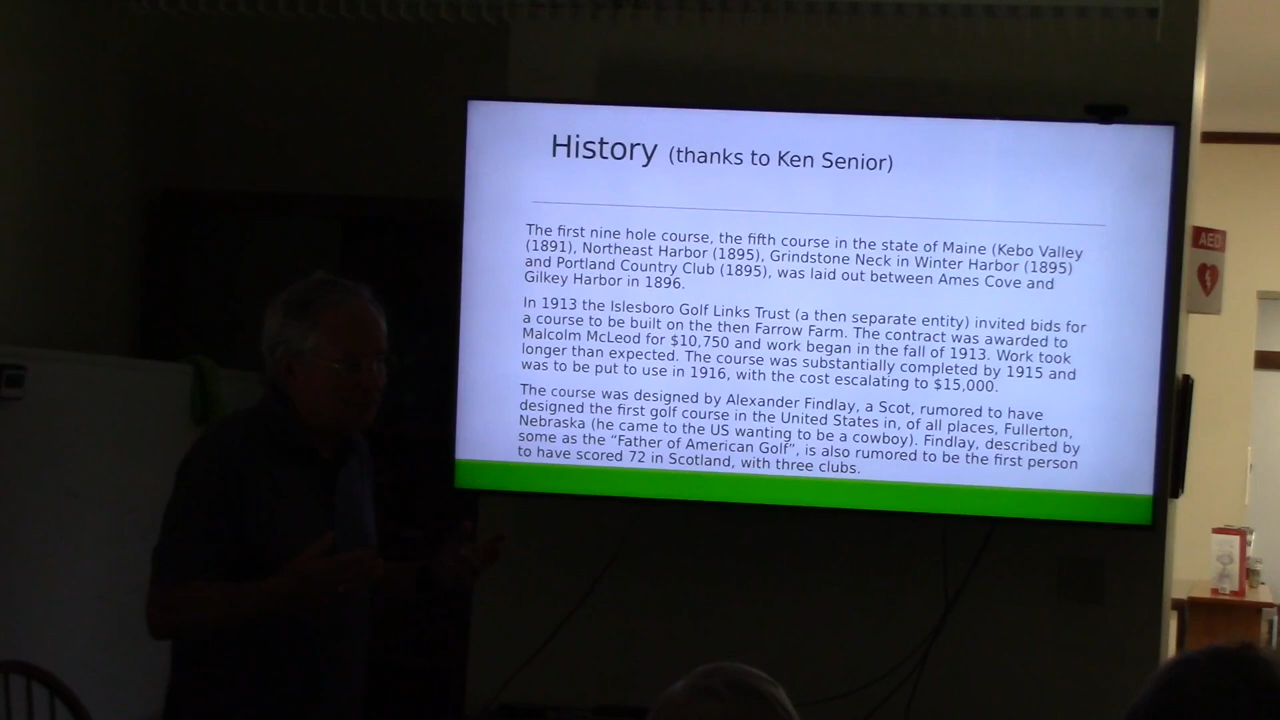 History (thanks to Ken Senior)
The first nine hole course, the fifth course in the state of Maine (Kebo Valley
(1891), Northeast Harbor (1895), Grindstone Neck in Winter Harbor (1895)
and Portland Country Club (1895), was laid out between Ames Cove and
Gilkey Harbor in 1896.
In 1913 the Islesboro Golf Links Trust (a then separate entity) invited bids for
a course to be built on the then Farrow Farm. The contract was awarded to
Malcolm McLeod for $10,750 and work began in the fall of 1913. Work took
longer than expected. The course was substantially completed by 1915 and
was to be put to use in 1916, with the cost escalating to $15,000.
The course was designed by Alexander Findlay, a Scot, rumored to have
designed the first golf course in the United States in, of all places, Fullerton,
Nebraska (he came to the US wanting to be a cowboy). Findlay, described by
some as the “Father of American Golf”, is also rumored to be the first person
to have scored 72 in Scotland, with three clubs.
AED